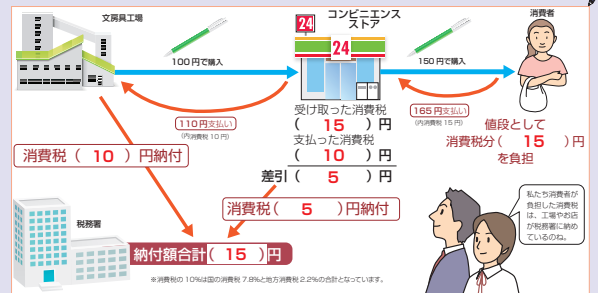 文房具工場
コンビニエンス
ストア
消費者
24
24
100円で購入
150円で購入
110円支払い
(内消費税 10 円)
165円支払い
(内消費税 15 円)
受け取った消費税
( 15 )円
支払った消費税
( 10 )円
差引( 5 )円
値段として
消費税分( 15 )円
を負担
消費税( 10 )円納付
消費税( 5 )円納付
私たち消費者が
負担した消費税
は、工場やお店
が税務署に納め
ているのね。
税務署
納付額合計( 15 )円
※消費税の 10%は国の消費税 7.8%と地方消費税 2.2%の合計となっています。